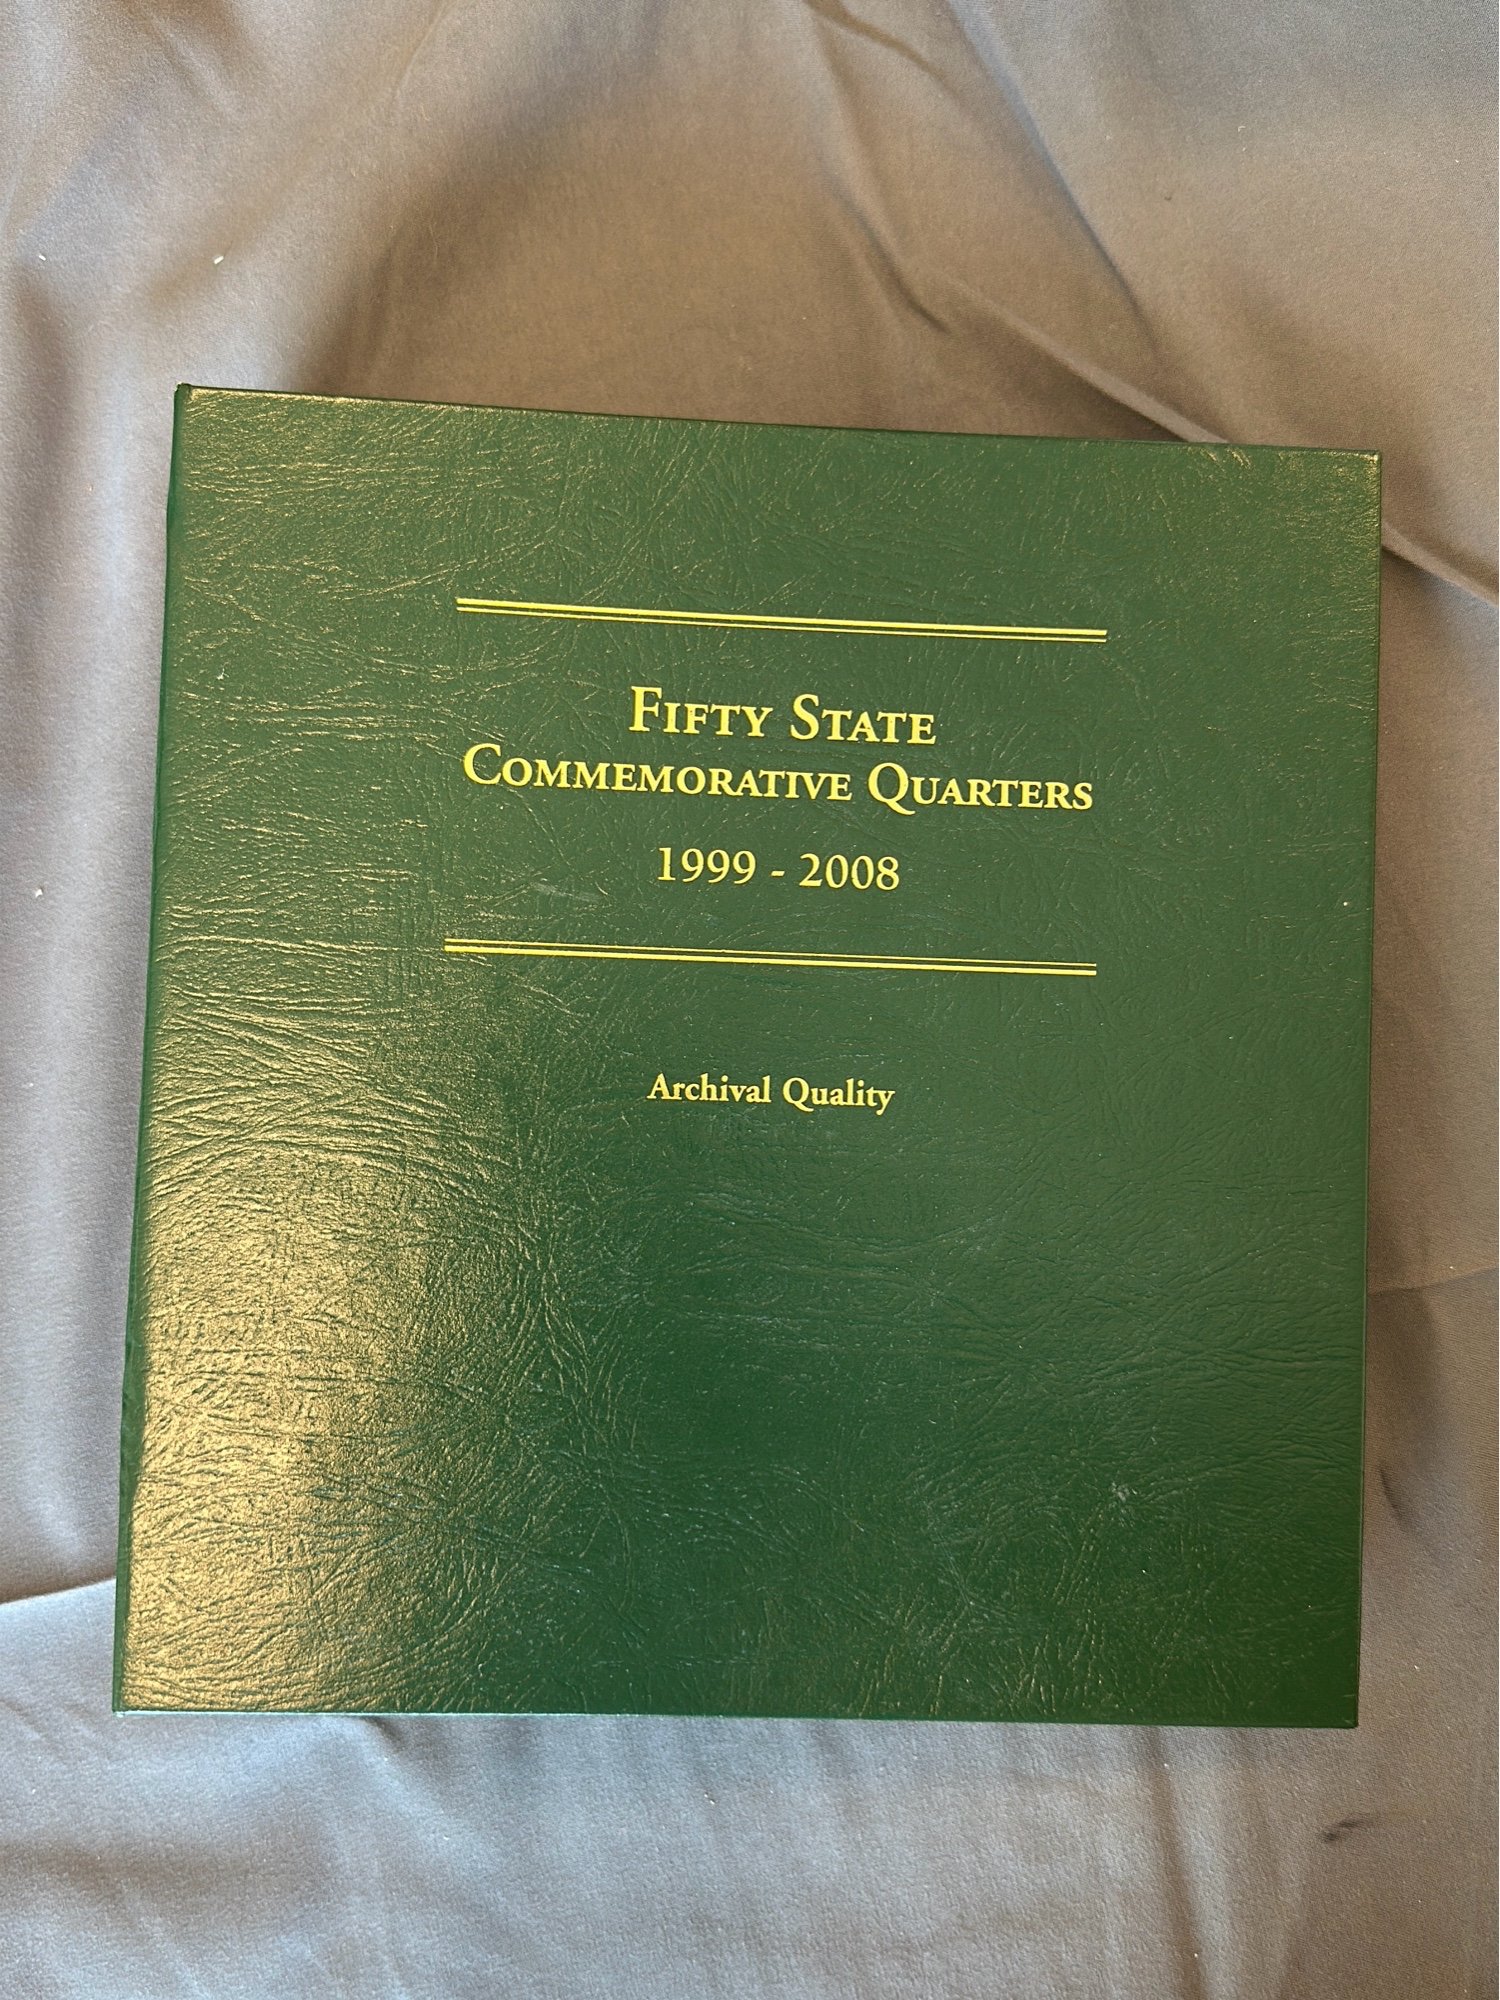 Fifty State
Commemorative Quarters
1999 - 2008
Archival Quality